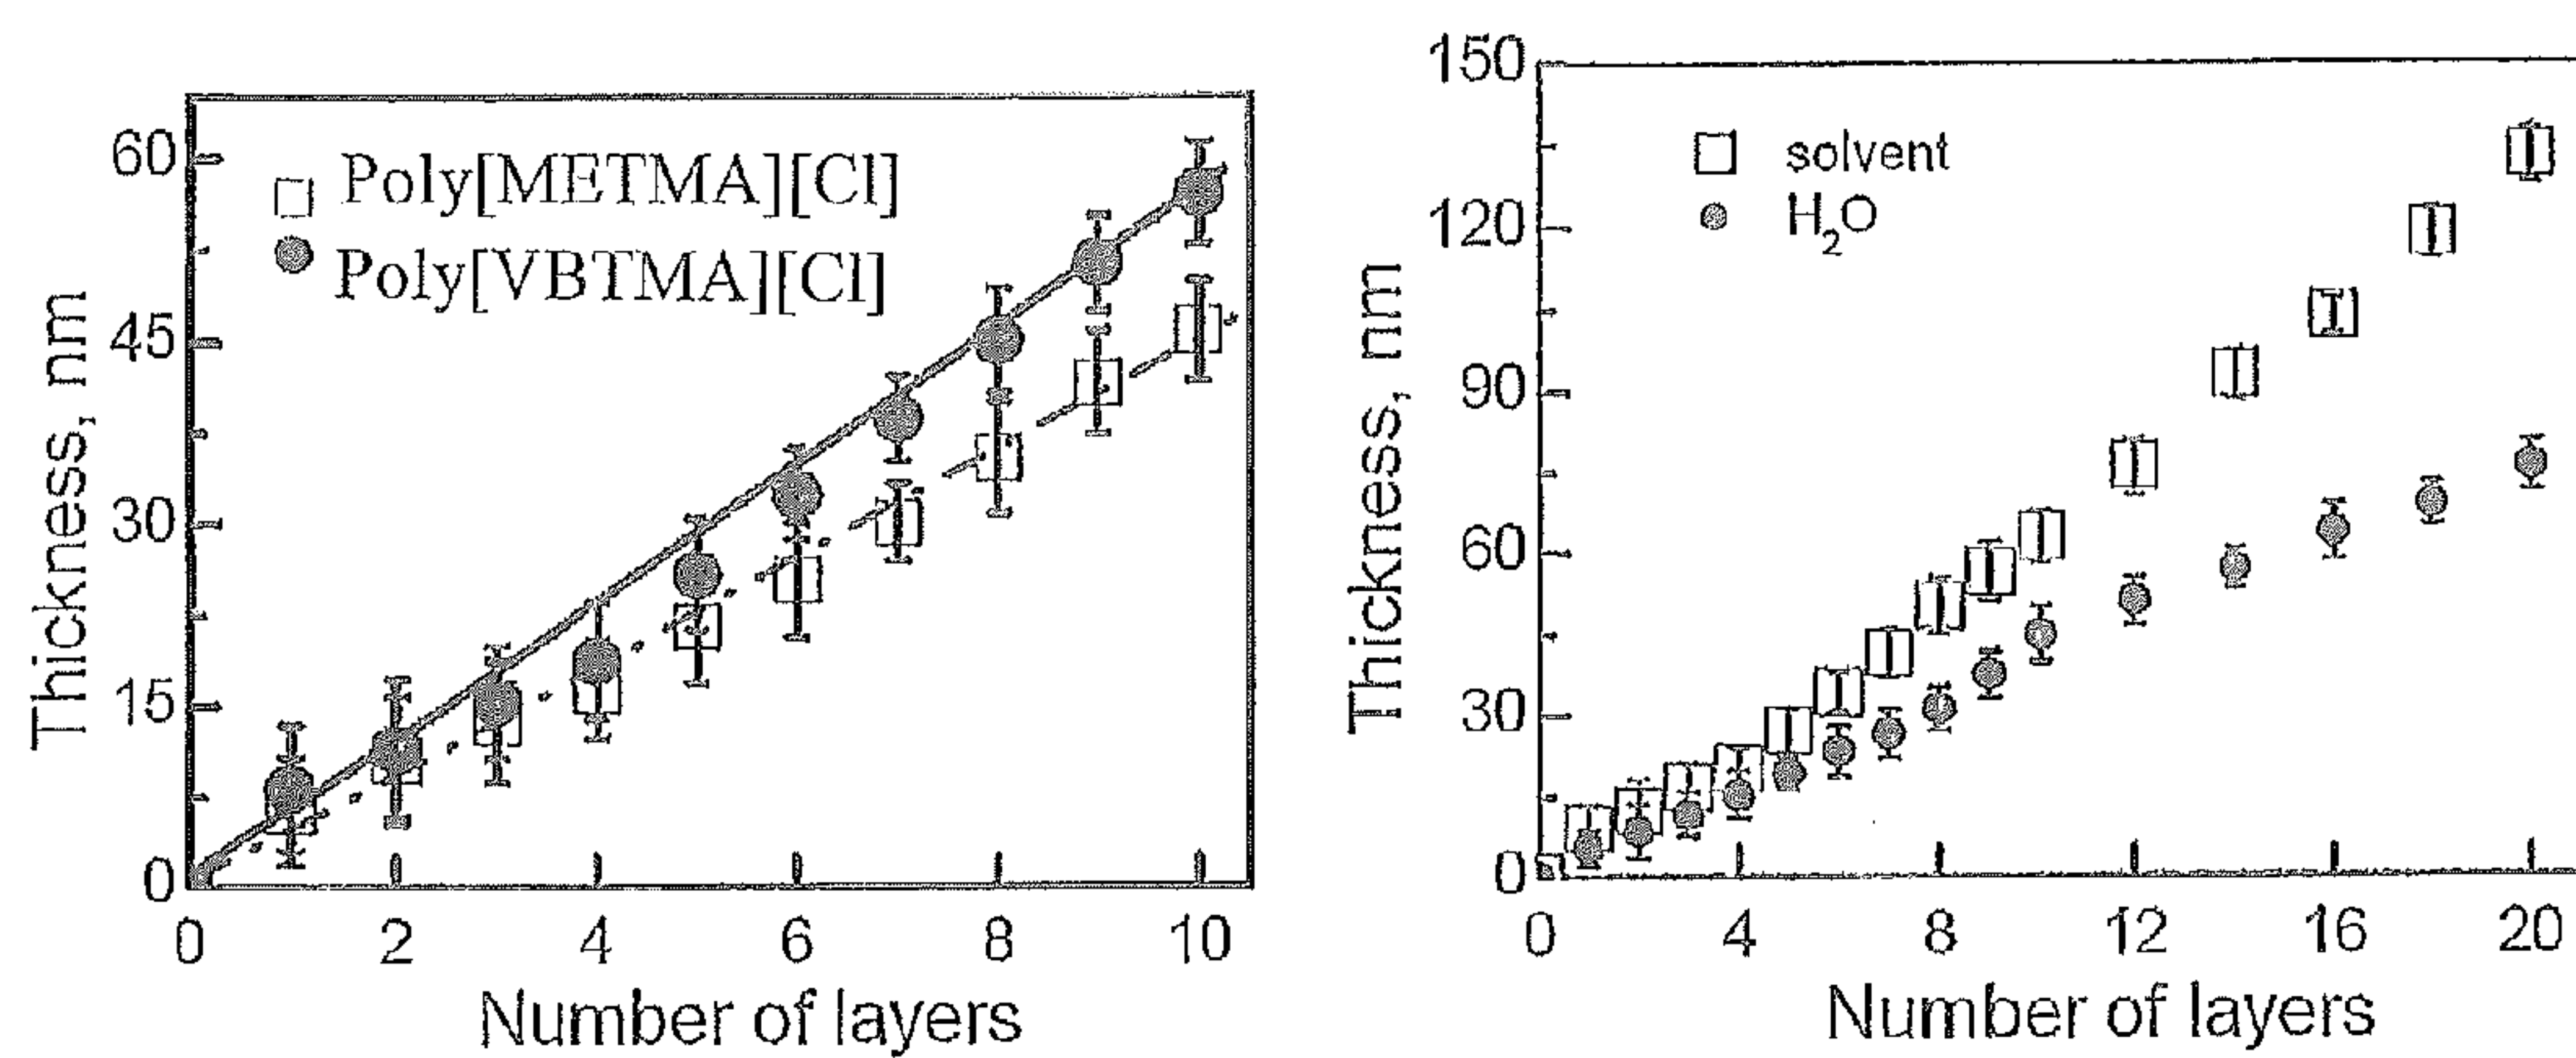 60
45
30
15
0
Thickness, nm
Poly[METMA][Cl]
Poly[VBTMA][Cl]
0 2 4 6 8 10
Number of layers
150
120
90
60
30
0
Thickness, nm
solvent
H₂O
0 4 8 12 16 20
Number of layers